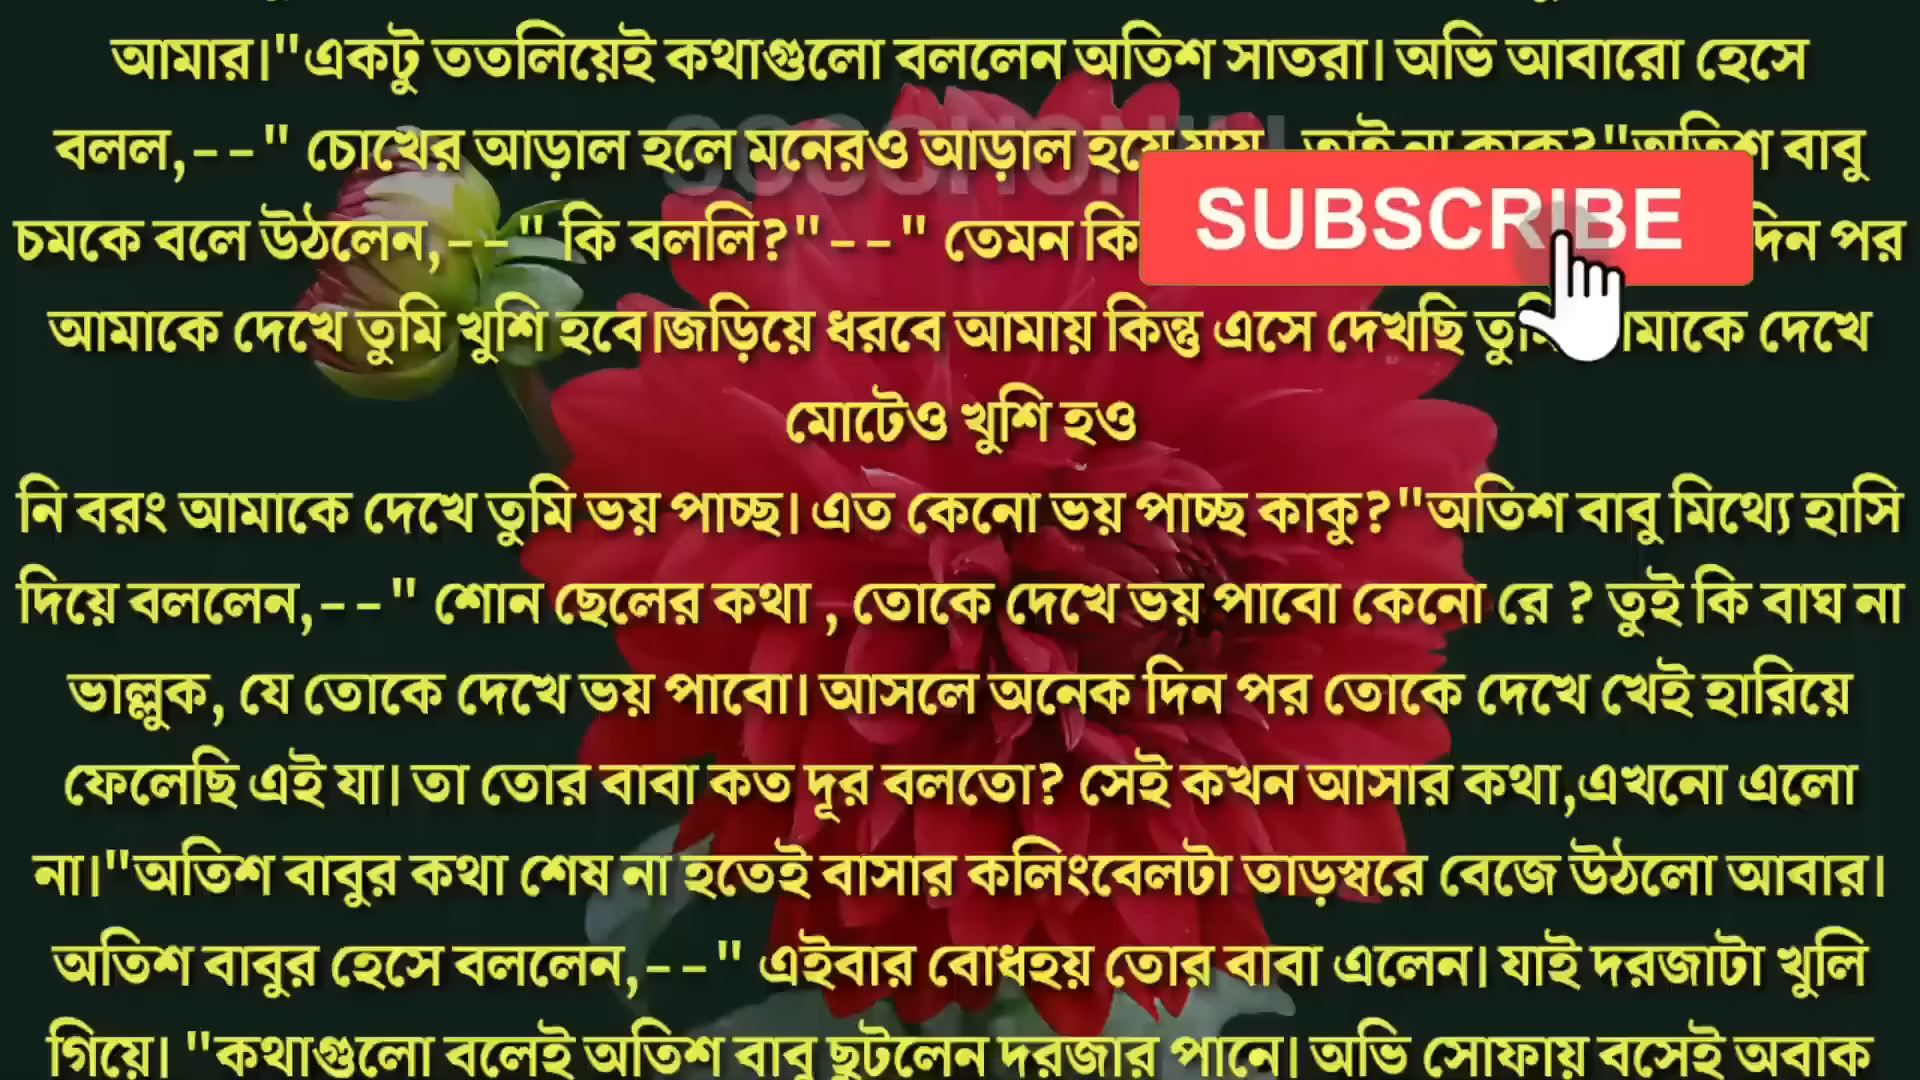 আমার।"একটু ততলিয়েই কথাগুলো বললেন অতিশ সাতরা। অভি আবারো হেসে
বলল,--" চোখের আড়াল হলে মনেরও আড়াল হয়ে যায় তাই না কাকু?"অতিশ বাবু
চমকে বলে উঠলেন,--" কি বললি?"--" তেমন কি দিন পর
SUBSCRIBE
আমাকে দেখে তুমি খুশি হবে।জড়িয়ে ধরবে আমায় কিন্তু এসে দেখছি তুমি আমাকে দেখে
মোটেও খুশি হও
নি বরং আমাকে দেখে তুমি ভয় পাচ্ছ। এত কেনো ভয় পাচ্ছ কাকু?"অতিশ বাবু মিথ্যে হাসি
দিয়ে বললেন,--" শোন ছেলের কথা , তোকে দেখে ভয় পাবো কেনো রে ? তুই কি বাঘ না
ভাল্লুক, যে তোকে দেখে ভয় পাবো। আসলে অনেক দিন পর তোকে দেখে খেই হারিয়ে
ফেলেছি এই যা। তা তোর বাবা কত দূর বলতো? সেই কখন আসার কথা,এখনো এলো
না।"অতিশ বাবুর কথা শেষ না হতেই বাসার কলিংবেলটা তাড়স্বরে বেজে উঠলো আবার।
অতিশ বাবুর হেসে বললেন,--" এইবার বোধহয় তোর বাবা এলেন। যাই দরজাটা খুলি
গিয়ে। "কথাগুলো বলেই অতিশ বাবু ছুটলেন দরজার পানে। অভি সোফায় বসেই অবাক